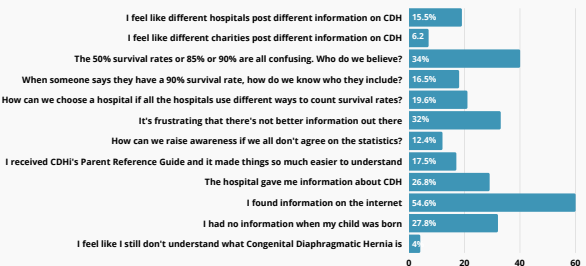 I feel like different hospitals post different information on CDH 15.5%
I feel like different charities post different information on CDH 6.2
The 50% survival rates or 85% or 90% are all confusing. Who do we believe? 34%
When someone says they have a 90% survival rate, how do we know who they include? 16.5%
How can we choose a hospital if all the hospitals use different ways to count survival rates? 19.6%
It's frustrating that there's not better information out there 32%
How can we raise awareness if we all don't agree on the statistics? 12.4%
I received CDHi's Parent Reference Guide and it made things so much easier to understand 17.5%
The hospital gave me information about CDH 26.8%
I found information on the internet 54.6%
I had no information when my child was born 27.8%
I feel like I still don't understand what Congenital Diaphragmatic Hernia is 4%
0 20 40 60